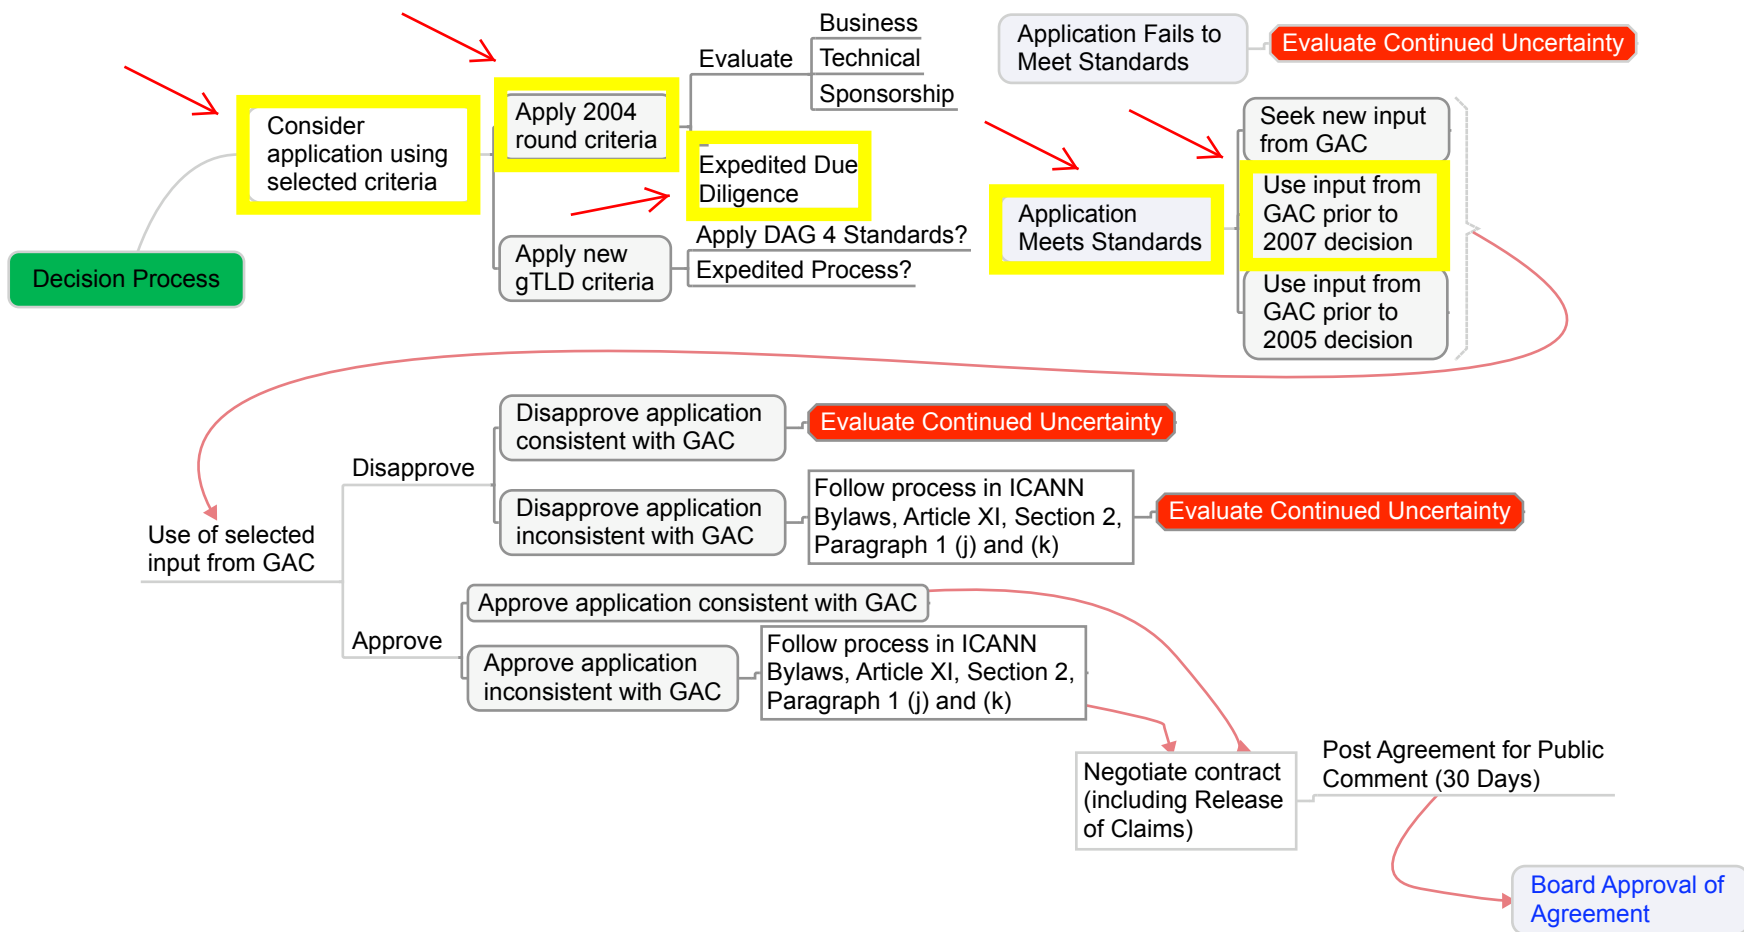 Decision Process
Consider
application using
selected criteria
Apply 2004
round criteria
Evaluate
Business
Technical
Sponsorship
Expedited Due
Diligence
Apply new
gTLD criteria
Apply DAG 4 Standards?
Expedited Process?
Application Fails to
Meet Standards
Evaluate Continued Uncertainty
Application
Meets Standards
Seek new input
from GAC
Use input from
GAC prior to
2007 decision
Use input from
GAC prior to
2005 decision
Use of selected
input from GAC
Disapprove
Disapprove application
consistent with GAC
Evaluate Continued Uncertainty
Disapprove application
inconsistent with GAC
Follow process in ICANN
Bylaws, Article XI, Section 2,
Paragraph 1 (j) and (k)
Evaluate Continued Uncertainty
Approve
Approve application consistent with GAC
Approve application
inconsistent with GAC
Follow process in ICANN
Bylaws, Article XI, Section 2,
Paragraph 1 (j) and (k)
Negotiate contract
(including Release
of Claims)
Post Agreement for Public
Comment (30 Days)
Board Approval of
Agreement